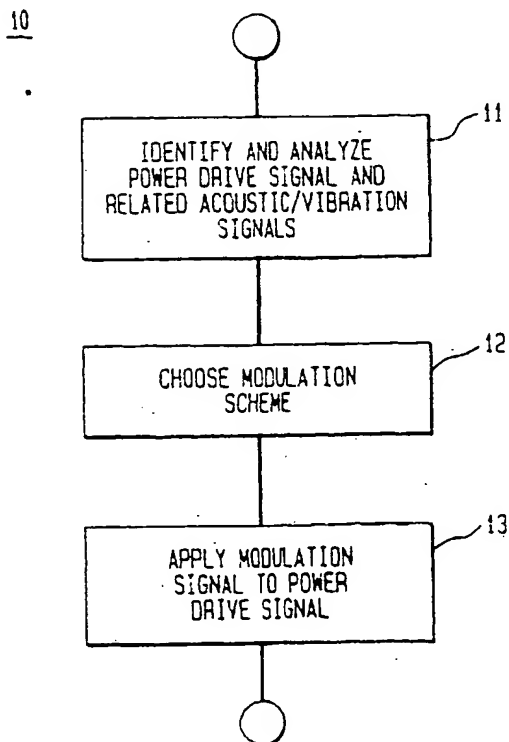 10
11
IDENTIFY AND ANALYZE
POWER DRIVE SIGNAL AND
RELATED ACOUSTIC/VIBRATION
SIGNALS
12
CHOOSE MODULATION
SCHEME
13
APPLY MODULATION
SIGNAL TO POWER
DRIVE SIGNAL